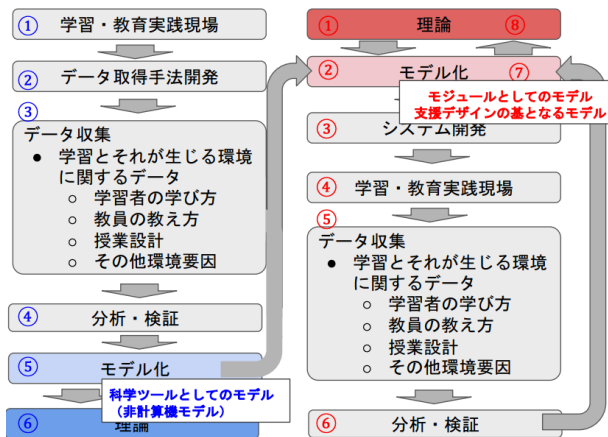 ① 学習・教育実践現場
② データ取得手法開発
③
データ収集
● 学習とそれが生じる環境
に関するデータ
○ 学習者の学び方
○ 教員の教え方
○ 授業設計
○ その他環境要因
④ 分析・検証
⑤ モデル化
科学ツールとしてのモデル
（非計算機モデル）
⑥ 理論
① 理論 ⑧
② モデル化 ⑦
モジュールとしてのモデル
支援デザインの基となるモデル
③ システム開発
④ 学習・教育実践現場
⑤
データ収集
● 学習とそれが生じる環境
に関するデータ
○ 学習者の学び方
○ 教員の教え方
○ 授業設計
○ その他環境要因
⑥ 分析・検証